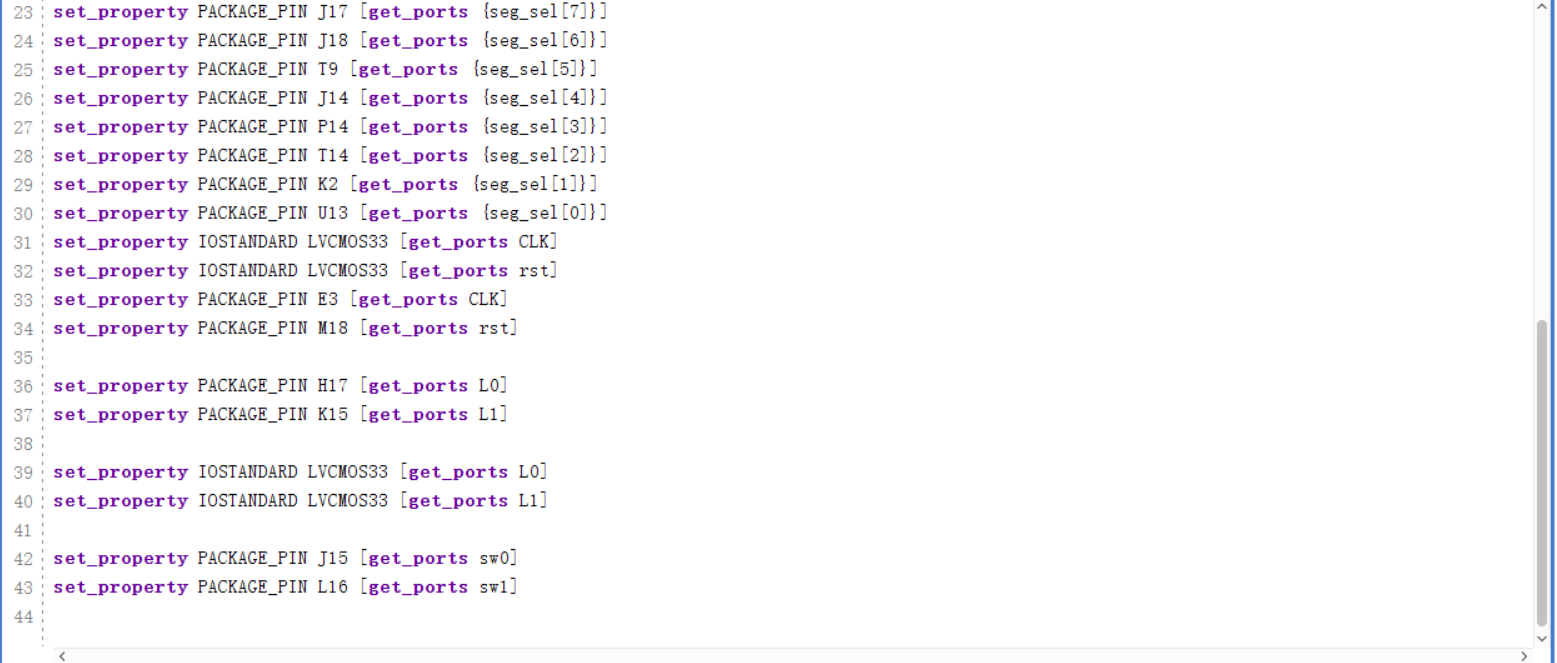 23 set_property PACKAGE_PIN J17 [get_ports {seg_sel[7]}]
24 set_property PACKAGE_PIN J18 [get_ports {seg_sel[6]}]
25 set_property PACKAGE_PIN T9 [get_ports {seg_sel[5]}]
26 set_property PACKAGE_PIN J14 [get_ports {seg_sel[4]}]
27 set_property PACKAGE_PIN P14 [get_ports {seg_sel[3]}]
28 set_property PACKAGE_PIN T14 [get_ports {seg_sel[2]}]
29 set_property PACKAGE_PIN K2 [get_ports {seg_sel[1]}]
30 set_property PACKAGE_PIN U13 [get_ports {seg_sel[0]}]
31 set_property IOSTANDARD LVCMOS33 [get_ports CLK]
32 set_property IOSTANDARD LVCMOS33 [get_ports rst]
33 set_property PACKAGE_PIN E3 [get_ports CLK]
34 set_property PACKAGE_PIN M18 [get_ports rst]
35
36 set_property PACKAGE_PIN H17 [get_ports L0]
37 set_property PACKAGE_PIN K15 [get_ports L1]
38
39 set_property IOSTANDARD LVCMOS33 [get_ports L0]
40 set_property IOSTANDARD LVCMOS33 [get_ports L1]
41
42 set_property PACKAGE_PIN J15 [get_ports sw0]
43 set_property PACKAGE_PIN L16 [get_ports sw1]
44